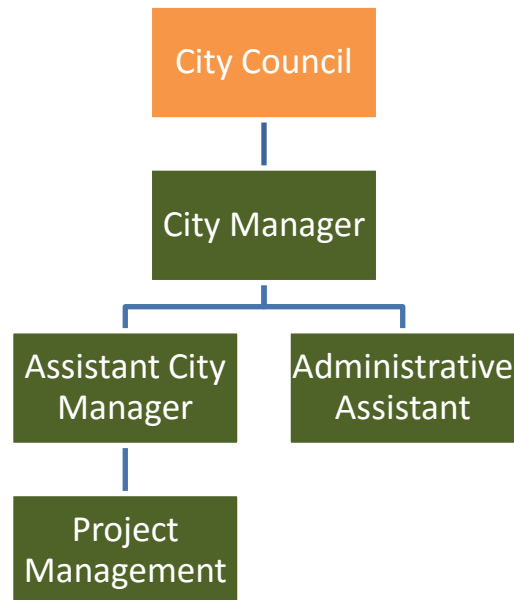 City Council
City Manager
Assistant City
Manager
Administrative
Assistant
Project
Management